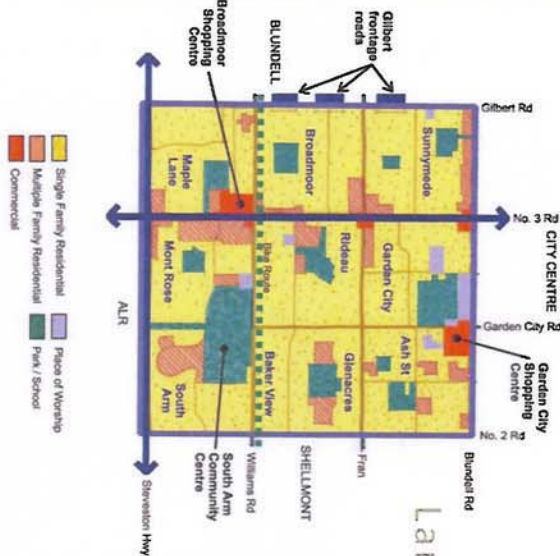 Gilbert
frontage
roads
BLUNDELL
Broadmoor
Shopping
Centre
Gilbert Rd
No. 3 Rd
CITY CENTRE
Garden City Rd
Garden City
Shopping
Centre
No. 2 Rd
Blundell Rd
Sunnymede
Broadmoor
Maple
Lane
Garden City
Rideau
Bike Route
Mont Rose
Ash St
Glenacres
Baker View
South
Arm
ALR
Fran
SHELLMONT
Williams Rd
South Arm
Community
Centre
Steveston Hwy
Single Family Residential
Multiple Family Residential
Commercial
Place of Worship
Park / School